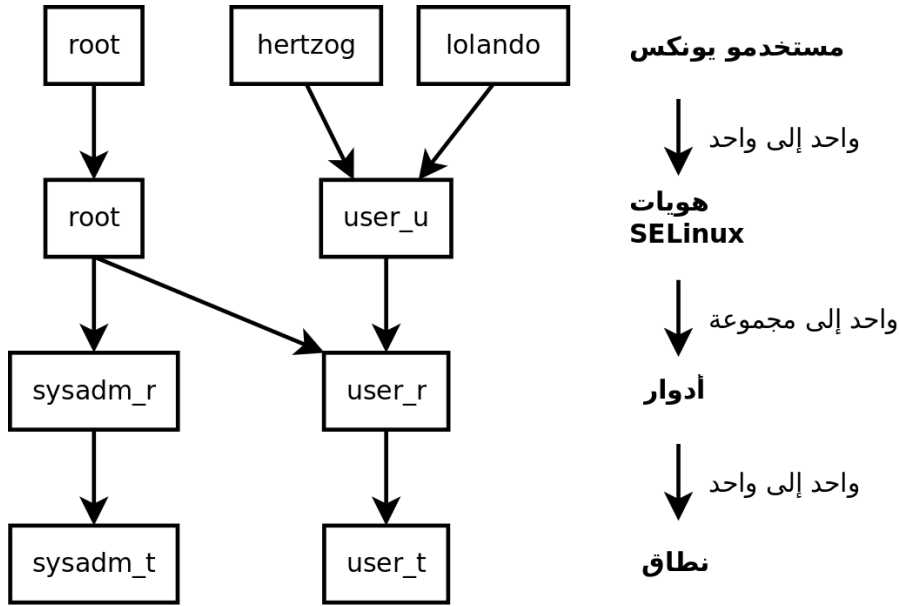 root
hertzog
lolando
مستخدمو يونكس
واحد إلى واحد
root
user_u
هويات
SELinux
واحد إلى مجموعة
sysadm_r
user_r
أدوار
واحد إلى واحد
sysadm_t
user_t
نطاق